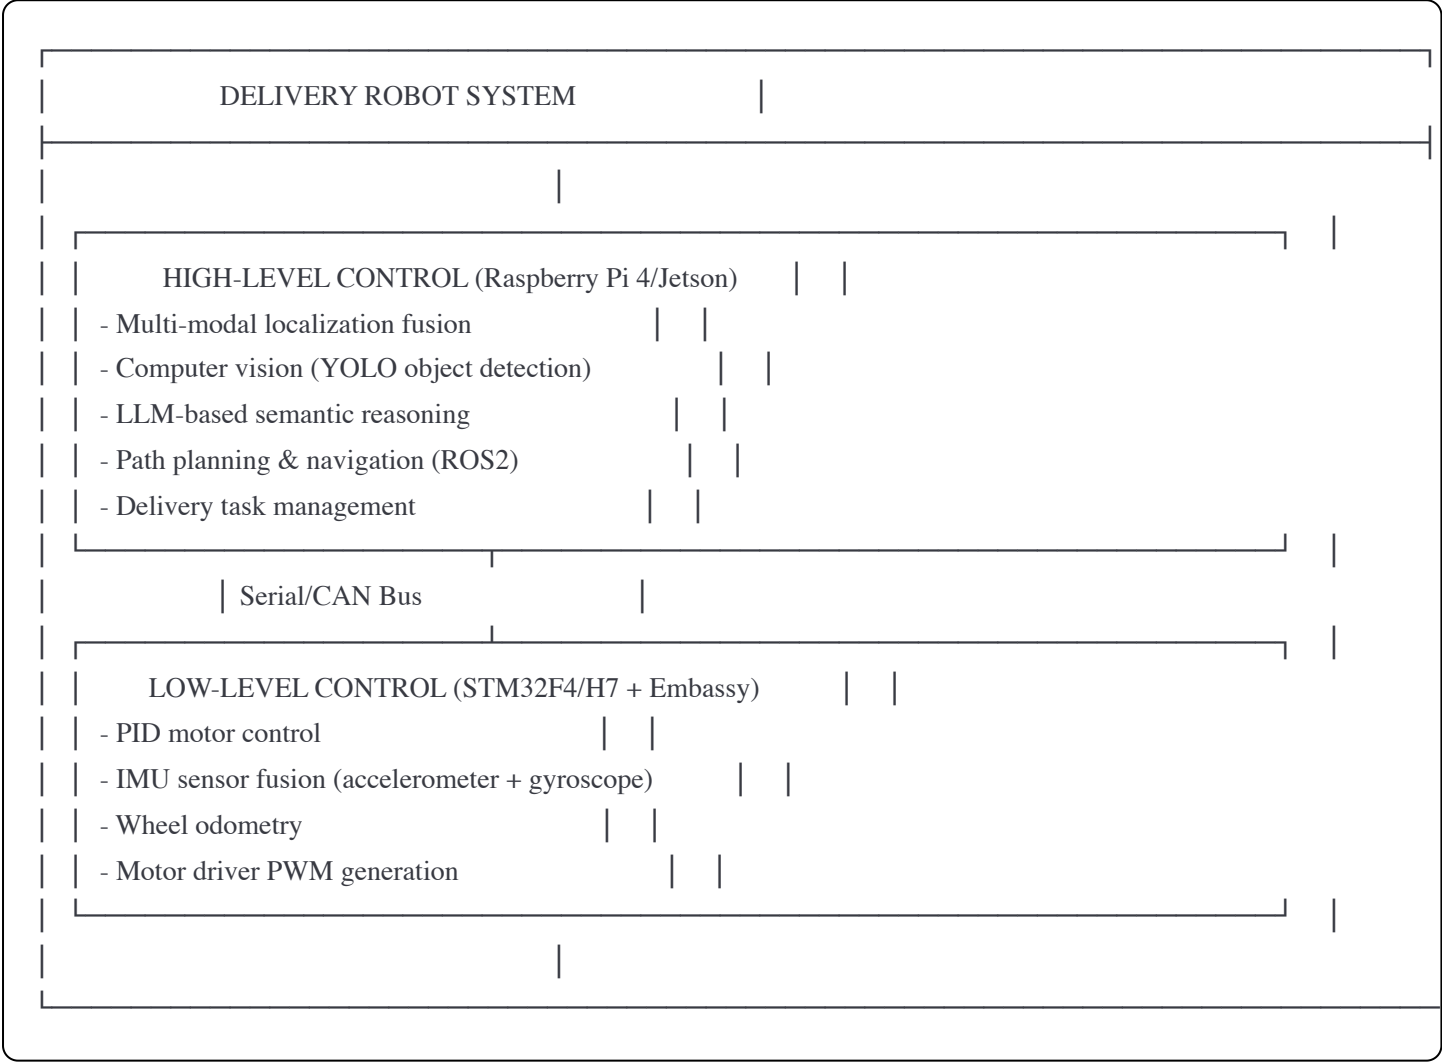 DELIVERY ROBOT SYSTEM
HIGH-LEVEL CONTROL (Raspberry Pi 4/Jetson)
- Multi-modal localization fusion
- Computer vision (YOLO object detection)
- LLM-based semantic reasoning
- Path planning & navigation (ROS2)
- Delivery task management
Serial/CAN Bus
LOW-LEVEL CONTROL (STM32F4/H7 + Embassy)
- PID motor control
- IMU sensor fusion (accelerometer + gyroscope)
- Wheel odometry
- Motor driver PWM generation